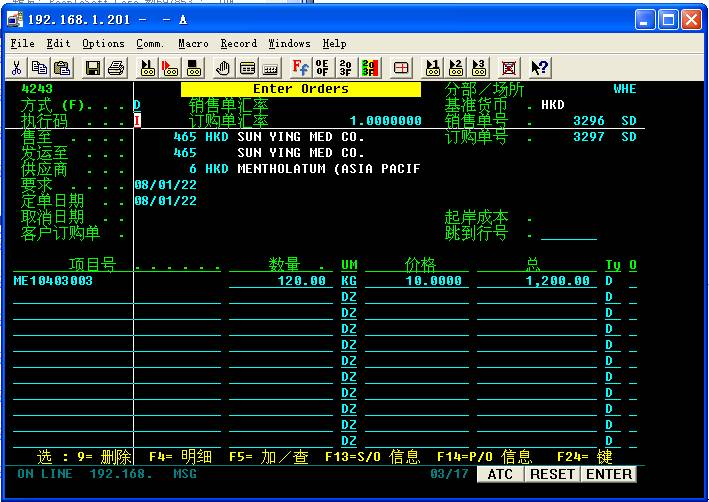 192.168.1.201 - - A
File Edit Options Comm. Macro Record Windows Help
4243 Enter Orders 分部／场所 WHE
方式 (F). . . D 销售单汇率 基准货币 . HKD
执行码 . . . I 订购单汇率 1.0000000 销售单号 . 3296 SD
售至 . . . . 465 HKD SUN YING MED CO. 订购单号 . 3297 SD
发运至 . . . 465 SUN YING MED CO.
供应商 . . . 6 HKD MENTHOLATUM (ASIA PACIF
要求 . . . . 08/01/22
定单日期 . . 08/01/22
取消日期 . . 起岸成本 .
客户订购单 . 跳到行号 .
项目号 . . . . . . 数量 . UM 价格 总 Ty O
ME10403003 120.00 KG 10.0000 1,200.00 D
DZ D
DZ D
DZ D
DZ D
DZ D
DZ D
DZ D
DZ D
DZ D
DZ D
选 : 9= 删除 F4= 明细 F5= 加／查 F13=S/O 信息 F14=P/O 信息 F24= 键
ON LINE 192.168. MSG 03/17 ATC RESET ENTER